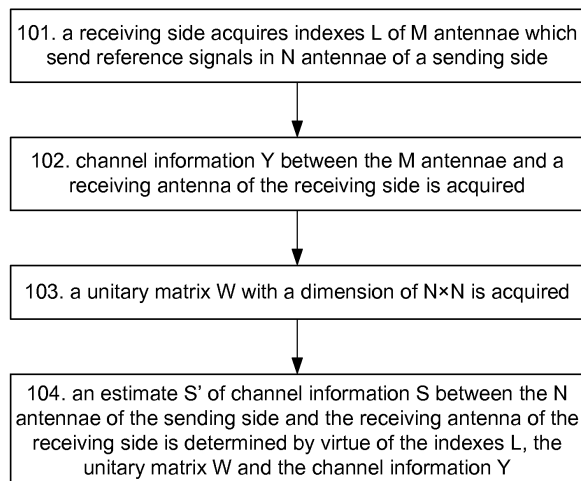 101. a receiving side acquires indexes L of M antennae which
send reference signals in N antennae of a sending side
102. channel information Y between the M antennae and a
receiving antenna of the receiving side is acquired
103. a unitary matrix W with a dimension of N×N is acquired
104. an estimate S' of channel information S between the N
antennae of the sending side and the receiving antenna of the
receiving side is determined by virtue of the indexes L, the
unitary matrix W and the channel information Y